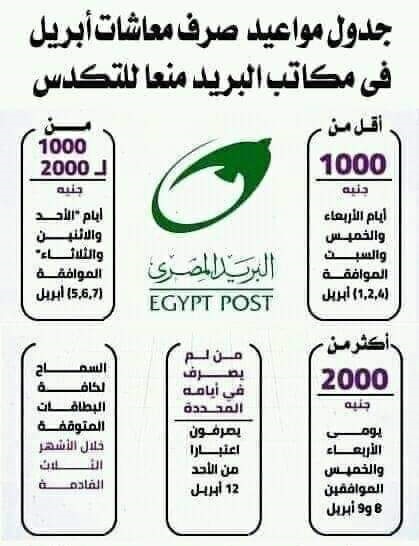 جدول مواعيد صرف معاشات أبريل
فى مكاتب البريد منعا للتكدس
أقل من
1000
جنيه
أيام الأربعاء
والخميس
والسبت
الموافقة
(1,2,4) أبريل
من
1000
لـ 2000
جنيه
أيام "الأحد
والاثنين
والثلاثاء"
الموافقة
(5,6,7) أبريل
البريد المصرى
EGYPT POST
أكثر من
2000
جنيه
يومى
الأربعاء
والخميس
الموافقين
8 و9 أبريل
من لم
يصرف
في أيامه
المحددة
يصرفون
اعتبارا
من الأحد
12 أبريل
السماح
لكافة
البطاقات
المتوقفة
خلال الأشهر
الثلاث
القادمة